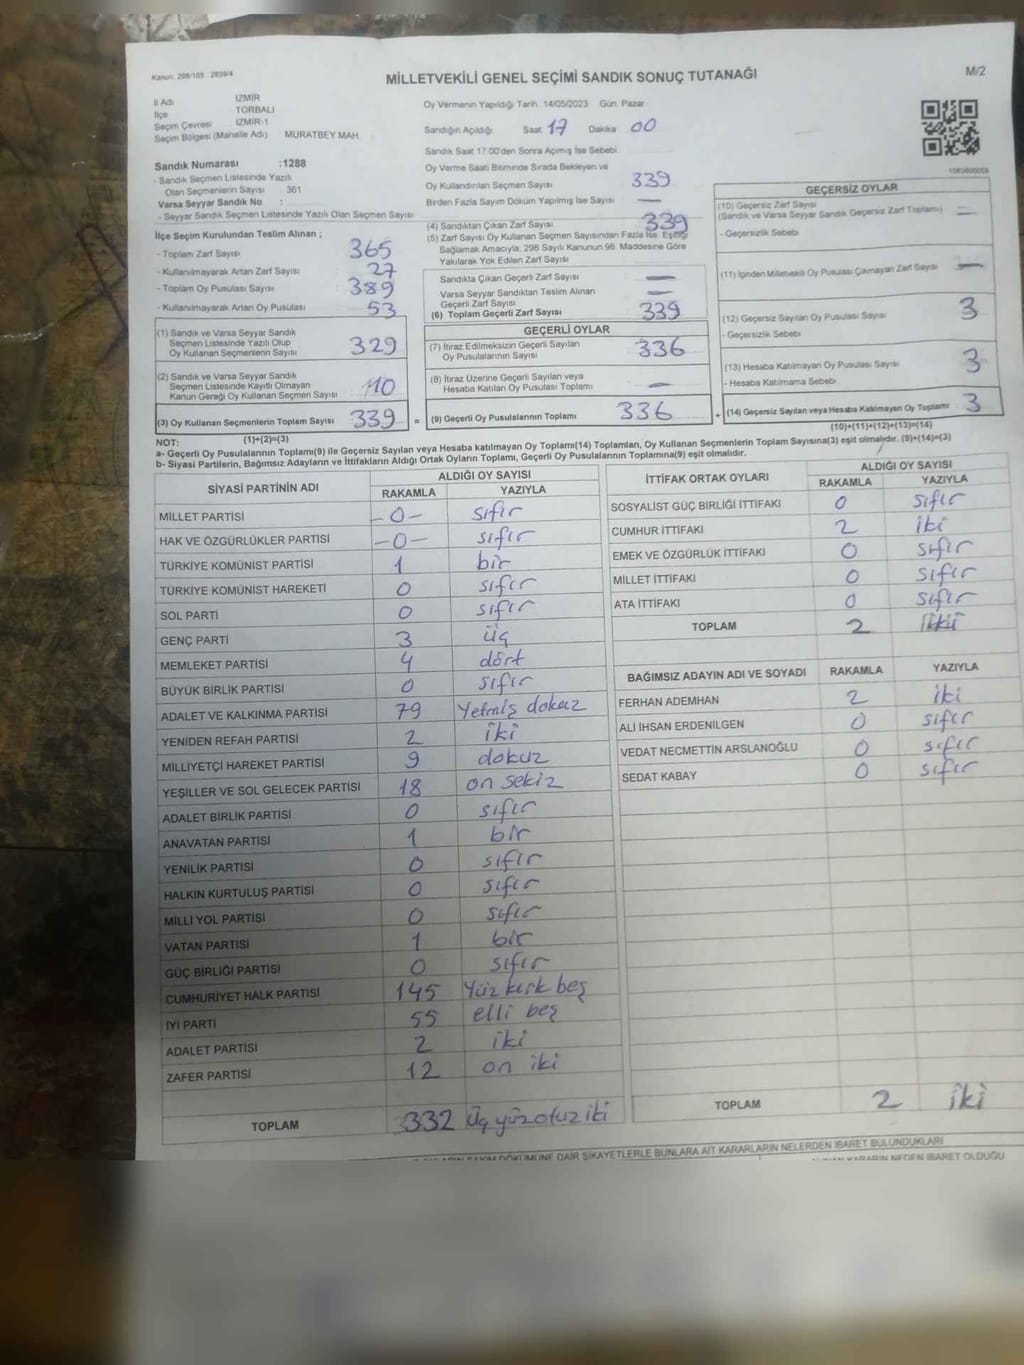 Kanun: 298/105 2839/4
MİLLETVEKİLİ GENEL SEÇİMİ SANDIK SONUÇ TUTANAĞI
M/2
İl Adı İZMİR
İlçe TORBALI
Seçim Çevresi İZMİR-1
Seçim Bölgesi (Mahalle Adı) MURATBEY MAH.
Sandık Numarası :1288
- Sandık Seçmen Listesinde Yazılı
Olan Seçmenlerin Sayısı 361
Varsa Seyyar Sandık No :
- Seyyar Sandık Seçmen Listesinde Yazılı Olan Seçmen Sayısı
İlçe Seçim Kurulundan Teslim Alınan ;
- Toplam Zarf Sayısı 365
- Kullanılmayarak Artan Zarf Sayısı 27
- Toplam Oy Pusulası Sayısı 389
- Kullanılmayarak Artan Oy Pusulası 53
(1) Sandık ve Varsa Seyyar Sandık
Seçmen Listesinde Yazılı Olup
Oy Kullanan Seçmenlerin Sayısı 329
(2) Sandık ve Varsa Seyyar Sandık
Seçmen Listesinde Kayıtlı Olmayan
Kanun Gereği Oy Kullanan Seçmen Sayısı 10
(3) Oy Kullanan Seçmenlerin Toplam Sayısı 339 =
(1)+(2)=(3)
Oy Vermenin Yapıldığı Tarih 14/05/2023 Gün Pazar
Sandığın Açıldığı Saat 17 Dakika 00
Sandık Saat 17:00'den Sonra Açımış İse Sebebi
Oy Verme Saati Bitiminde Sırada Bekleyen ve
Oy Kullandırılan Seçmen Sayısı 339
Birden Fazla Sayım Döküm Yapılmış İse Sayısı —
(4) Sandıktan Çıkan Zarf Sayısı 339
(5) Zarf Sayısı Oy Kullanan Seçmen Sayısından Fazla İse, Eşitliği
Sağlamak Amacıyla, 298 Sayılı Kanunun 98. Maddesine Göre
Yakılarak Yok Edilen Zarf Sayısı
Sandıkta Çıkan Geçerli Zarf Sayısı —
Varsa Seyyar Sandıktan Teslim Alınan
Geçerli Zarf Sayısı —
(6) Toplam Geçerli Zarf Sayısı 339
GEÇERLİ OYLAR
(7) İtiraz Edilmeksizin Geçerli Sayılan
Oy Pusulalarının Sayısı 336
(8) İtiraz Üzerine Geçerli Sayılan veya
Hesaba Katılan Oy Pusulası Toplamı —
(9) Geçerli Oy Pusulalarının Toplamı 336 +
GEÇERSİZ OYLAR
(10) Geçersiz Zarf Sayısı
(Sandık ve Varsa Seyyar Sandık Geçersiz Zarf Toplamı) —
- Geçersizlik Sebebi
(11) İçinden Milletvekili Oy Pusulası Çıkmayan Zarf Sayısı —
(12) Geçersiz Sayılan Oy Pusulası Sayısı 3
- Geçersizlik Sebebi
(13) Hesaba Katılmayan Oy Pusulası Sayısı 3
- Hesaba Katılmama Sebebi
(14) Geçersiz Sayılan veya Hesaba Katılmayan Oy Toplamı 3
(10)+(11)+(12)+(13)=(14)
NOT:
a- Geçerli Oy Pusulalarının Toplamı(9) ile Geçersiz Sayılan veya Hesaba katılmayan Oy Toplamı(14) Toplamları, Oy Kullanan Seçmenlerin Toplam Sayısına(3) eşit olmalıdır. (9)+(14)=(3)
b- Siyasi Partilerin, Bağımsız Adayların ve İttifakların Aldığı Ortak Oyların Toplamı, Geçerli Oy Pusulalarının Toplamına(9) eşit olmalıdır.
SİYASİ PARTİNİN ADI ALDIĞI OY SAYISI
RAKAMLA YAZIYLA
MİLLET PARTİSİ -0- sıfır
HAK VE ÖZGÜRLÜKLER PARTİSİ -0- sıfır
TÜRKİYE KOMÜNİST PARTİSİ 1 bir
TÜRKİYE KOMÜNİST HAREKETİ 0 sıfır
SOL PARTİ 0 sıfır
GENÇ PARTİ 3 üç
MEMLEKET PARTİSİ 4 dört
BÜYÜK BİRLİK PARTİSİ 0 sıfır
ADALET VE KALKINMA PARTİSİ 79 Yetmiş dokuz
YENİDEN REFAH PARTİSİ 2 iki
MİLLİYETÇİ HAREKET PARTİSİ 9 dokuz
YEŞİLLER VE SOL GELECEK PARTİSİ 18 on sekiz
ADALET BİRLİK PARTİSİ 0 sıfır
ANAVATAN PARTİSİ 1 bir
YENİLİK PARTİSİ 0 sıfır
HALKIN KURTULUŞ PARTİSİ 0 sıfır
MİLLİ YOL PARTİSİ 0 sıfır
VATAN PARTİSİ 1 bir
GÜÇ BİRLİĞİ PARTİSİ 0 sıfır
CUMHURİYET HALK PARTİSİ 145 Yüz kırk beş
İYİ PARTİ 55 elli beş
ADALET PARTİSİ 2 iki
ZAFER PARTİSİ 12 on iki
TOPLAM 332 Üç yüz otuz iki
İTTİFAK ORTAK OYLARI ALDIĞI OY SAYISI
RAKAMLA YAZIYLA
SOSYALİST GÜÇ BİRLİĞİ İTTİFAKI 0 sıfır
CUMHUR İTTİFAKI 2 iki
EMEK VE ÖZGÜRLÜK İTTİFAKI 0 sıfır
MİLLET İTTİFAKI 0 sıfır
ATA İTTİFAKI 0 sıfır
TOPLAM 2 iki
BAĞIMSIZ ADAYIN ADI VE SOYADI RAKAMLA YAZIYLA
FERHAN ADEMHAN 2 iki
ALİ İHSAN ERDENİLGEN 0 sıfır
VEDAT NECMETTİN ARSLANOĞLU 0 sıfır
SEDAT KABAY 0 sıfır
TOPLAM 2 iki
SAYIM DÖKÜMÜNE DAİR ŞİKAYETLERLE BUNLARA AİT KARARLARIN NELERDEN İBARET BULUNDUKLARI
KARARIN NEDEN İBARET OLDUĞU